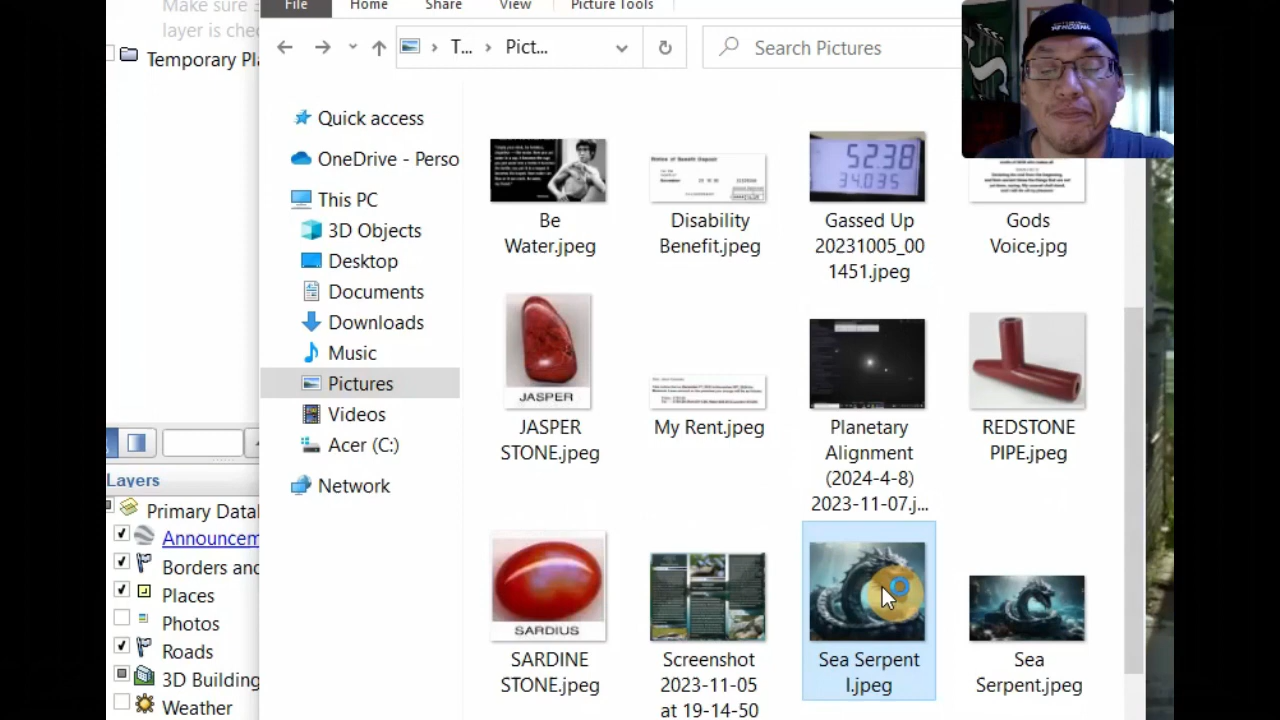 File
Home
Share
View
Picture Tools
Make sure
layer is chec
Temporary Pla
T...
Pict...
Search Pictures
Quick access
OneDrive - Perso
This PC
3D Objects
Desktop
Documents
Downloads
Music
Pictures
Videos
Acer (C:)
Network
Layers
Primary Datab
Announcem
Borders and
Places
Photos
Roads
3D Building
Weather
52.38
34.035
Be
Water.jpeg
Disability
Benefit.jpeg
Gassed Up
20231005_00
1451.jpeg
Gods
Voice.jpg
JASPER
JASPER
STONE.jpeg
My Rent.jpeg
Planetary
Alignment
(2024-4-8)
2023-11-07.j...
REDSTONE
PIPE.jpeg
SARDIUS
SARDINE
STONE.jpeg
Screenshot
2023-11-05
at 19-14-50
Sea Serpent
I.jpeg
Sea
Serpent.jpeg